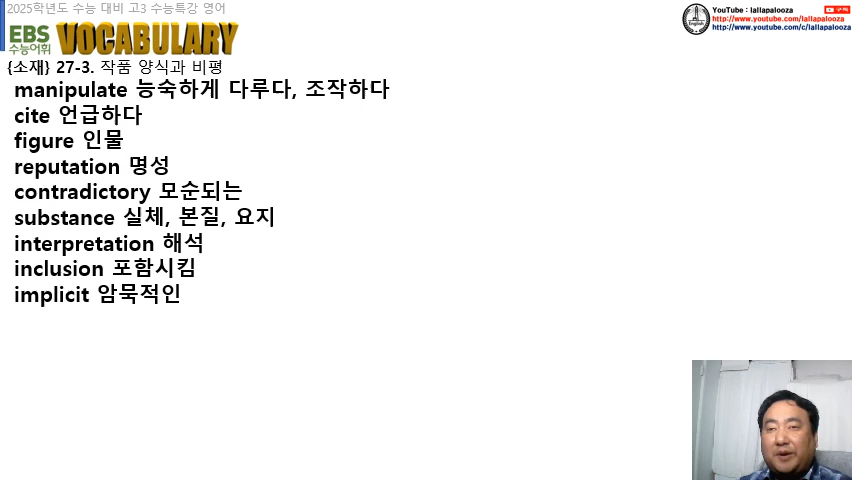 2025학년도 수능 대비 고3 수능특강 영어
EBS
수능어휘
VOCABULARY
{소재} 27-3. 작품 양식과 비평
manipulate 능숙하게 다루다, 조작하다
cite 언급하다
figure 인물
reputation 명성
contradictory 모순되는
substance 실체, 본질, 요지
interpretation 해석
inclusion 포함시킴
implicit 암묵적인
YouTube : lallapalooza
구독
http://www.youtube.com/lallapalooza
http://www.youtube.com/c/lallapalooza
English